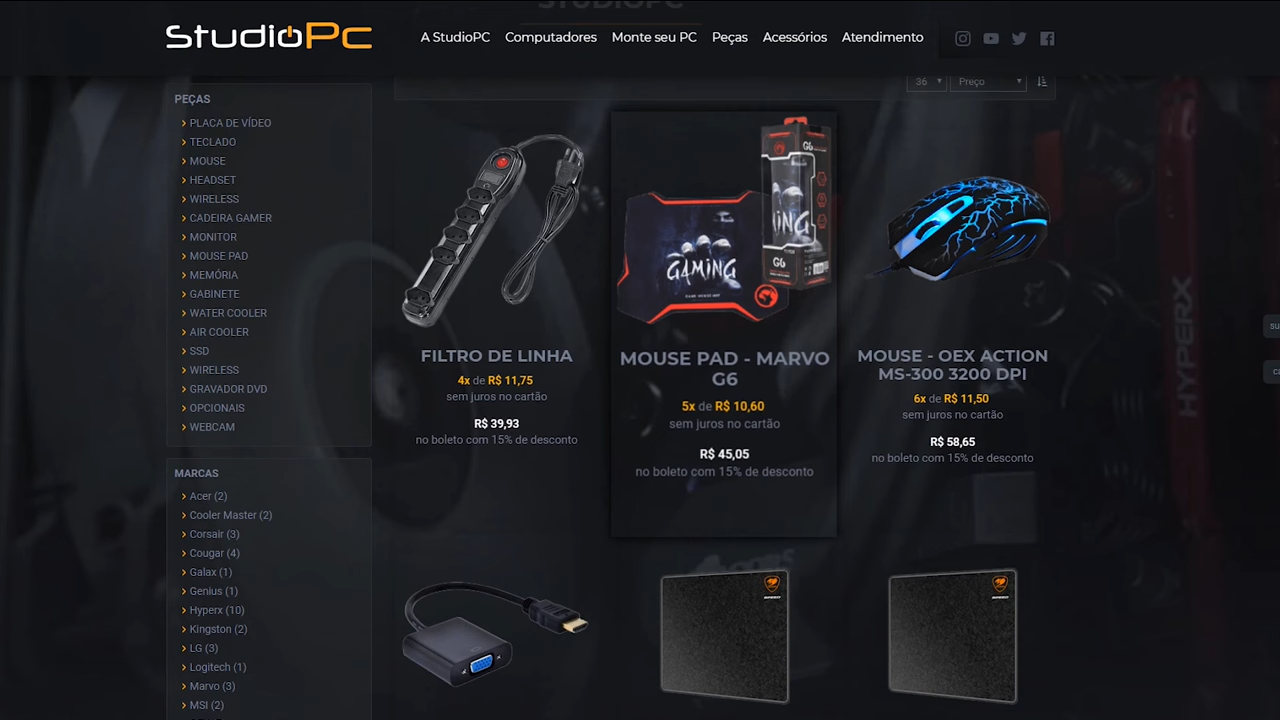 STUDIOPC
StudioPc
A StudioPC Computadores Monte seu PC Peças Acessórios Atendimento
36 Preço
PEÇAS
PLACA DE VÍDEO
TECLADO
MOUSE
HEADSET
WIRELESS
CADEIRA GAMER
MONITOR
MOUSE PAD
MEMÓRIA
GABINETE
WATER COOLER
AIR COOLER
SSD
WIRELESS
GRAVADOR DVD
OPCIONAIS
WEBCAM
MARCAS
Acer (2)
Cooler Master (2)
Corsair (3)
Cougar (4)
Galax (1)
Genius (1)
Hyperx (10)
Kingston (2)
LG (3)
Logitech (1)
Marvo (3)
MSI (2)
FILTRO DE LINHA
4x de R$ 11,75
sem juros no cartão
R$ 39,93
no boleto com 15% de desconto
G6
GAMING
G6
MOUSE PAD - MARVO
G6
5x de R$ 10,60
sem juros no cartão
R$ 45,05
no boleto com 15% de desconto
MOUSE - OEX ACTION
MS-300 3200 DPI
6x de R$ 11,50
sem juros no cartão
R$ 58,65
no boleto com 15% de desconto
HYPERX
su
ca
SPEED
SPEED